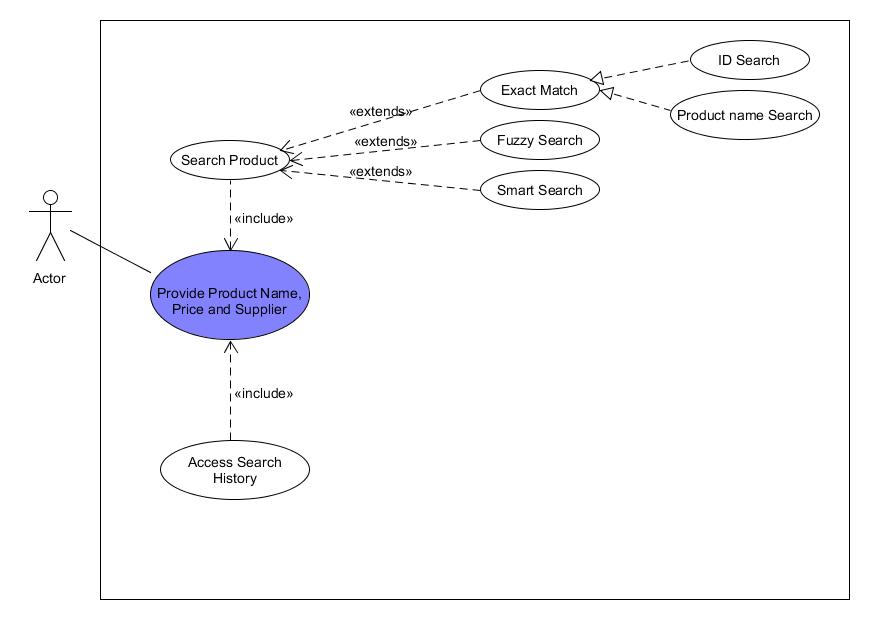 ID Search
Exact Match
Product name Search
«extends»
Fuzzy Search
«extends»
Search Product
«extends»
Smart Search
«include»
Actor
Provide Product Name,
Price and Supplier
«include»
Access Search
History